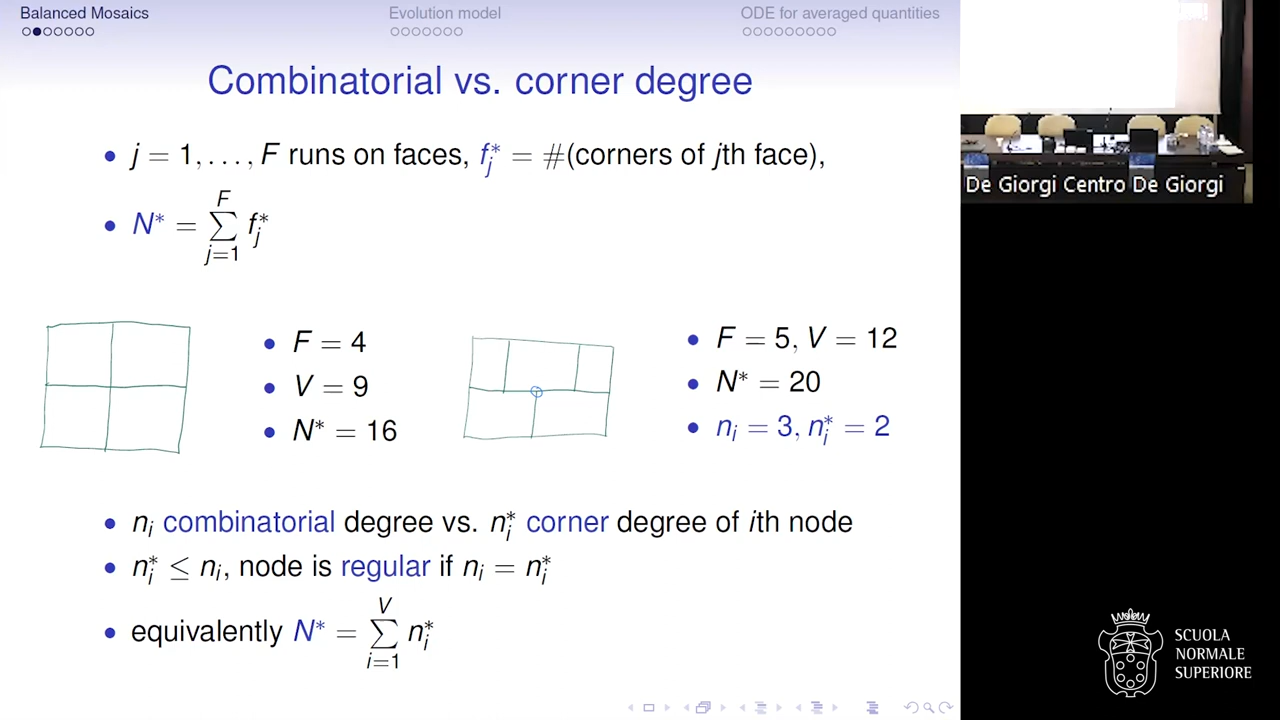 Balanced Mosaics
Evolution model
ODE for averaged quantities
Combinatorial vs. corner degree
• j = 1, . . . , F runs on faces, f*_j = #(corners of jth face),
• N* = ∑_{j=1}^{F} f*_j
• F = 4
• V = 9
• N* = 16
• F = 5, V = 12
• N* = 20
• n_i = 3, n*_i = 2
• n_i combinatorial degree vs. n*_i corner degree of ith node
• n*_i ≤ n_i, node is regular if n_i = n*_i
• equivalently N* = ∑_{i=1}^{V} n*_i
De Giorgi Centro De Giorgi
SCUOLA
NORMALE
SUPERIORE